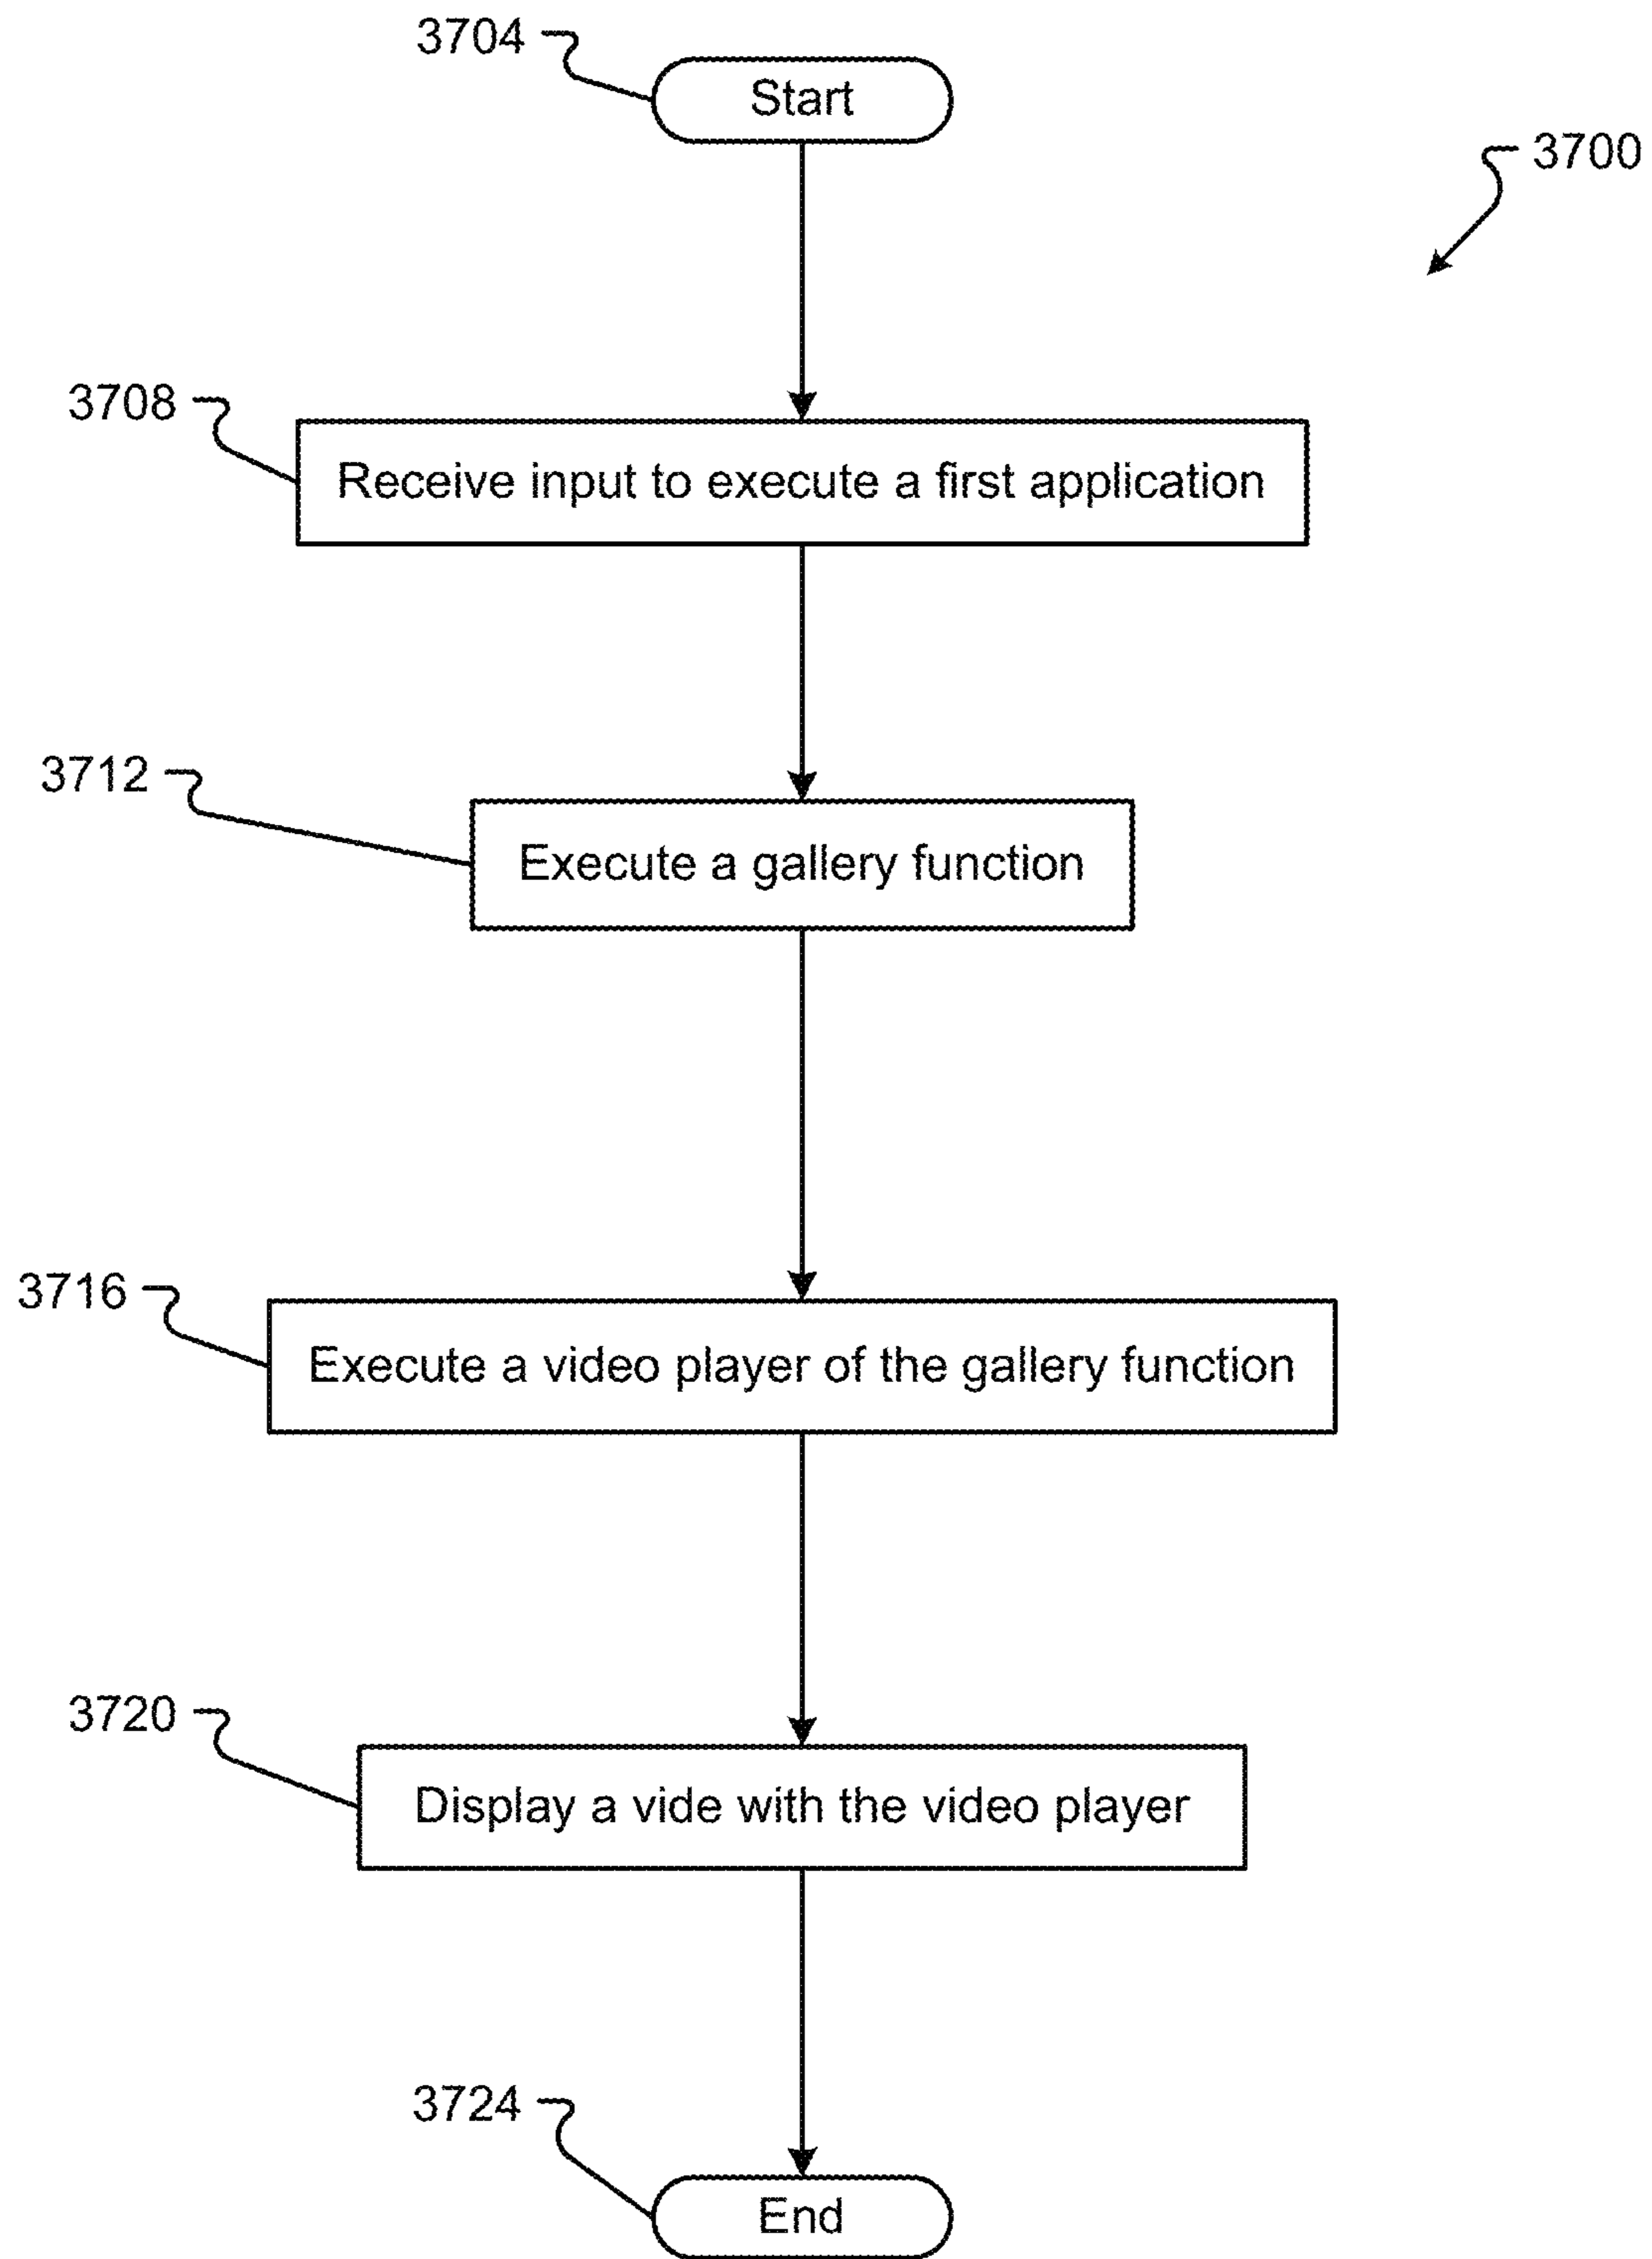 3704
Start
3700
3708
Receive input to execute a first application
3712
Execute a gallery function
3716
Execute a video player of the gallery function
3720
Display a vide with the video player
3724
End